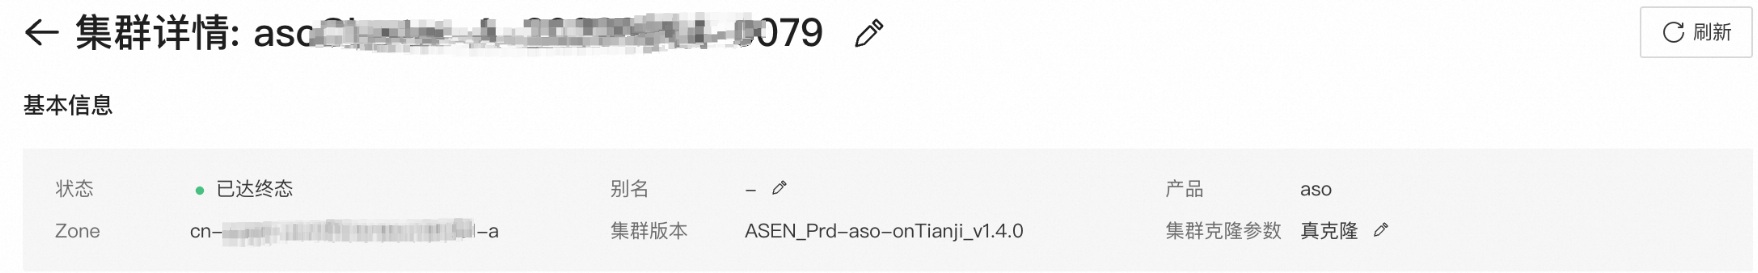 集群详情: aso 079
刷新
基本信息
状态 已达终态 别名 – 产品 aso
Zone cn- -a 集群版本 ASEN_Prd-aso-onTianji_v1.4.0 集群克隆参数 真克隆